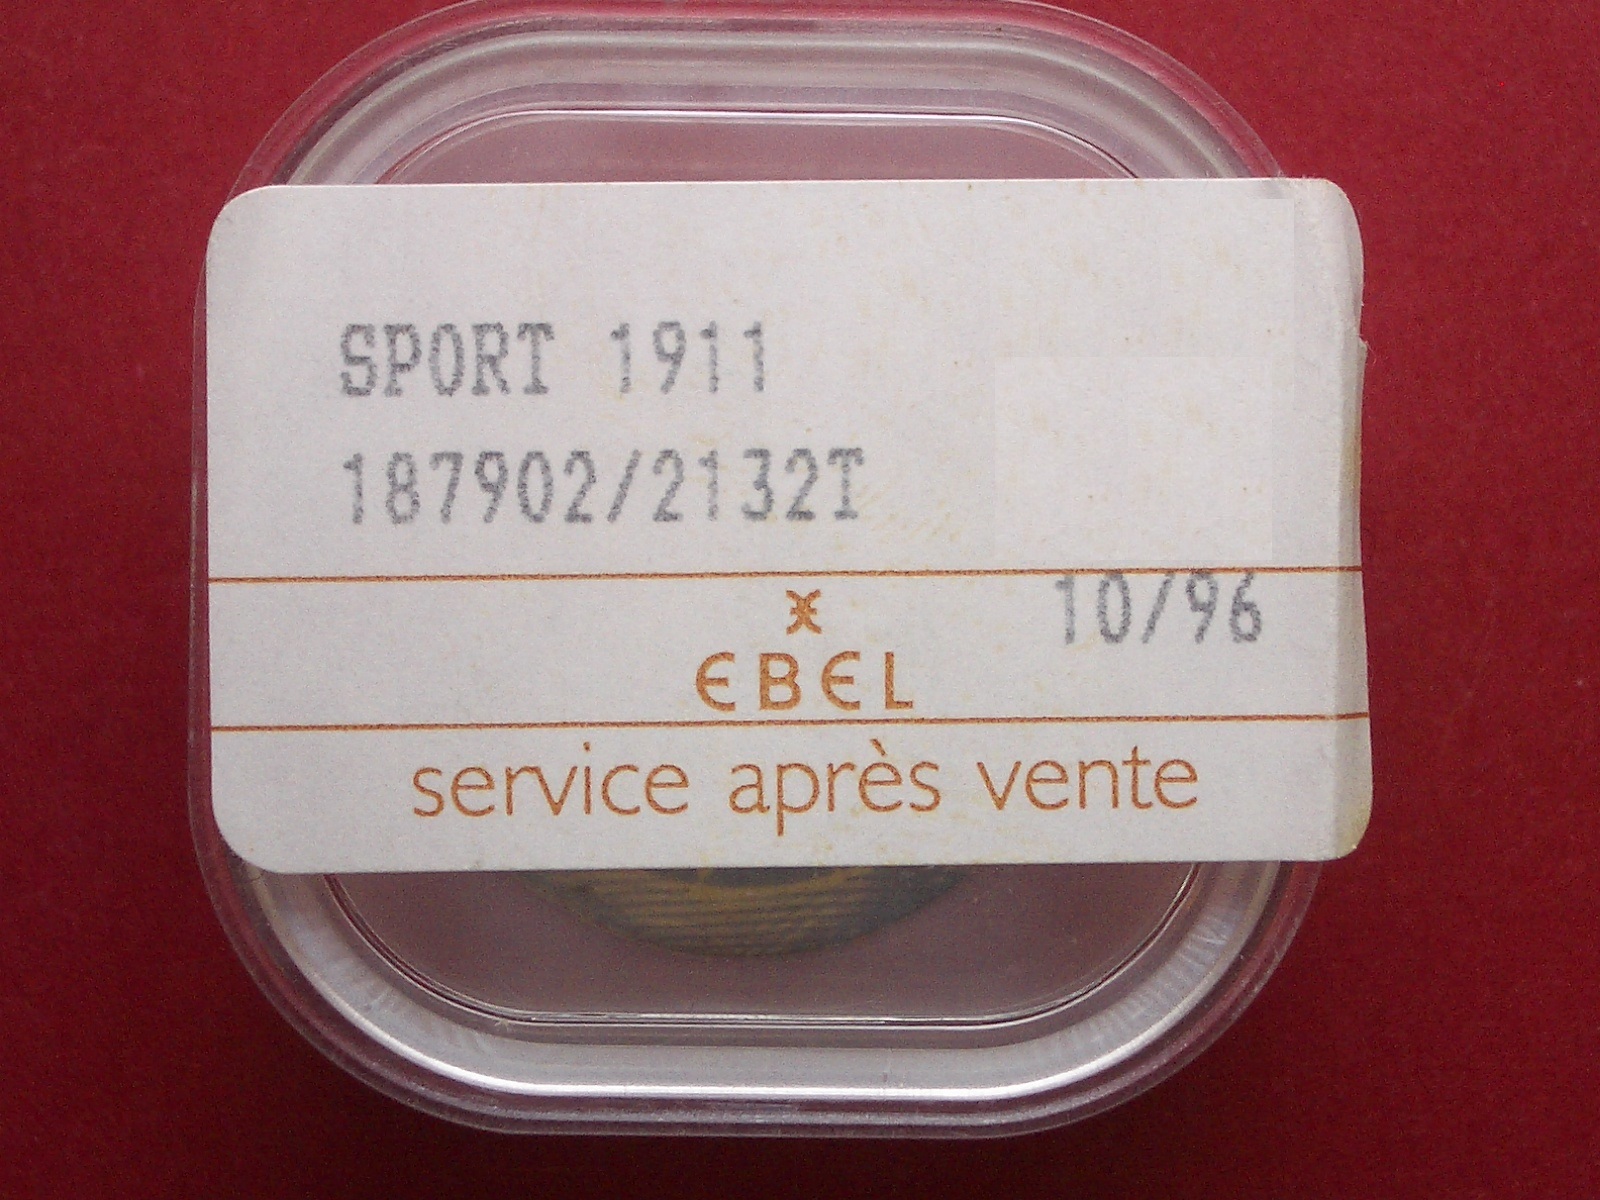 SPORT 1911
187902/2132T
10/96
EBEL
service après vente